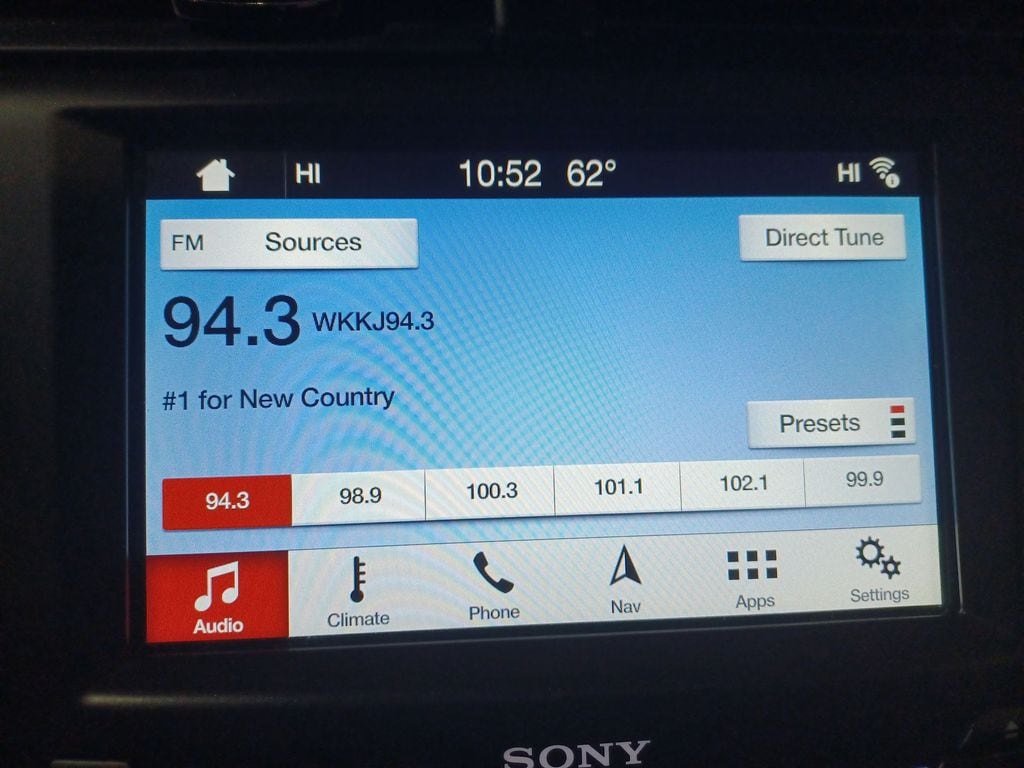 HI 10:52 62° HI
FM Sources Direct Tune
94.3 WKKJ94.3
#1 for New Country
Presets
94.3 98.9 100.3 101.1 102.1 99.9
Audio Climate Phone Nav Apps Settings
SONY